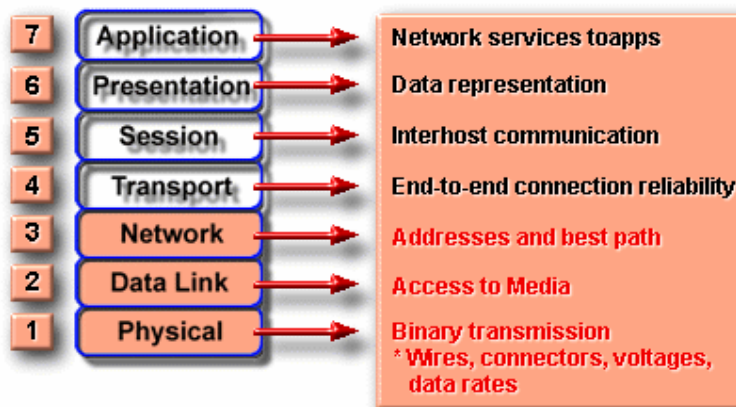 7 Application Network services toapps
6 Presentation Data representation
5 Session Interhost communication
4 Transport End-to-end connection reliability
3 Network Addresses and best path
2 Data Link Access to Media
1 Physical Binary transmission
* Wires, connectors, voltages,
data rates